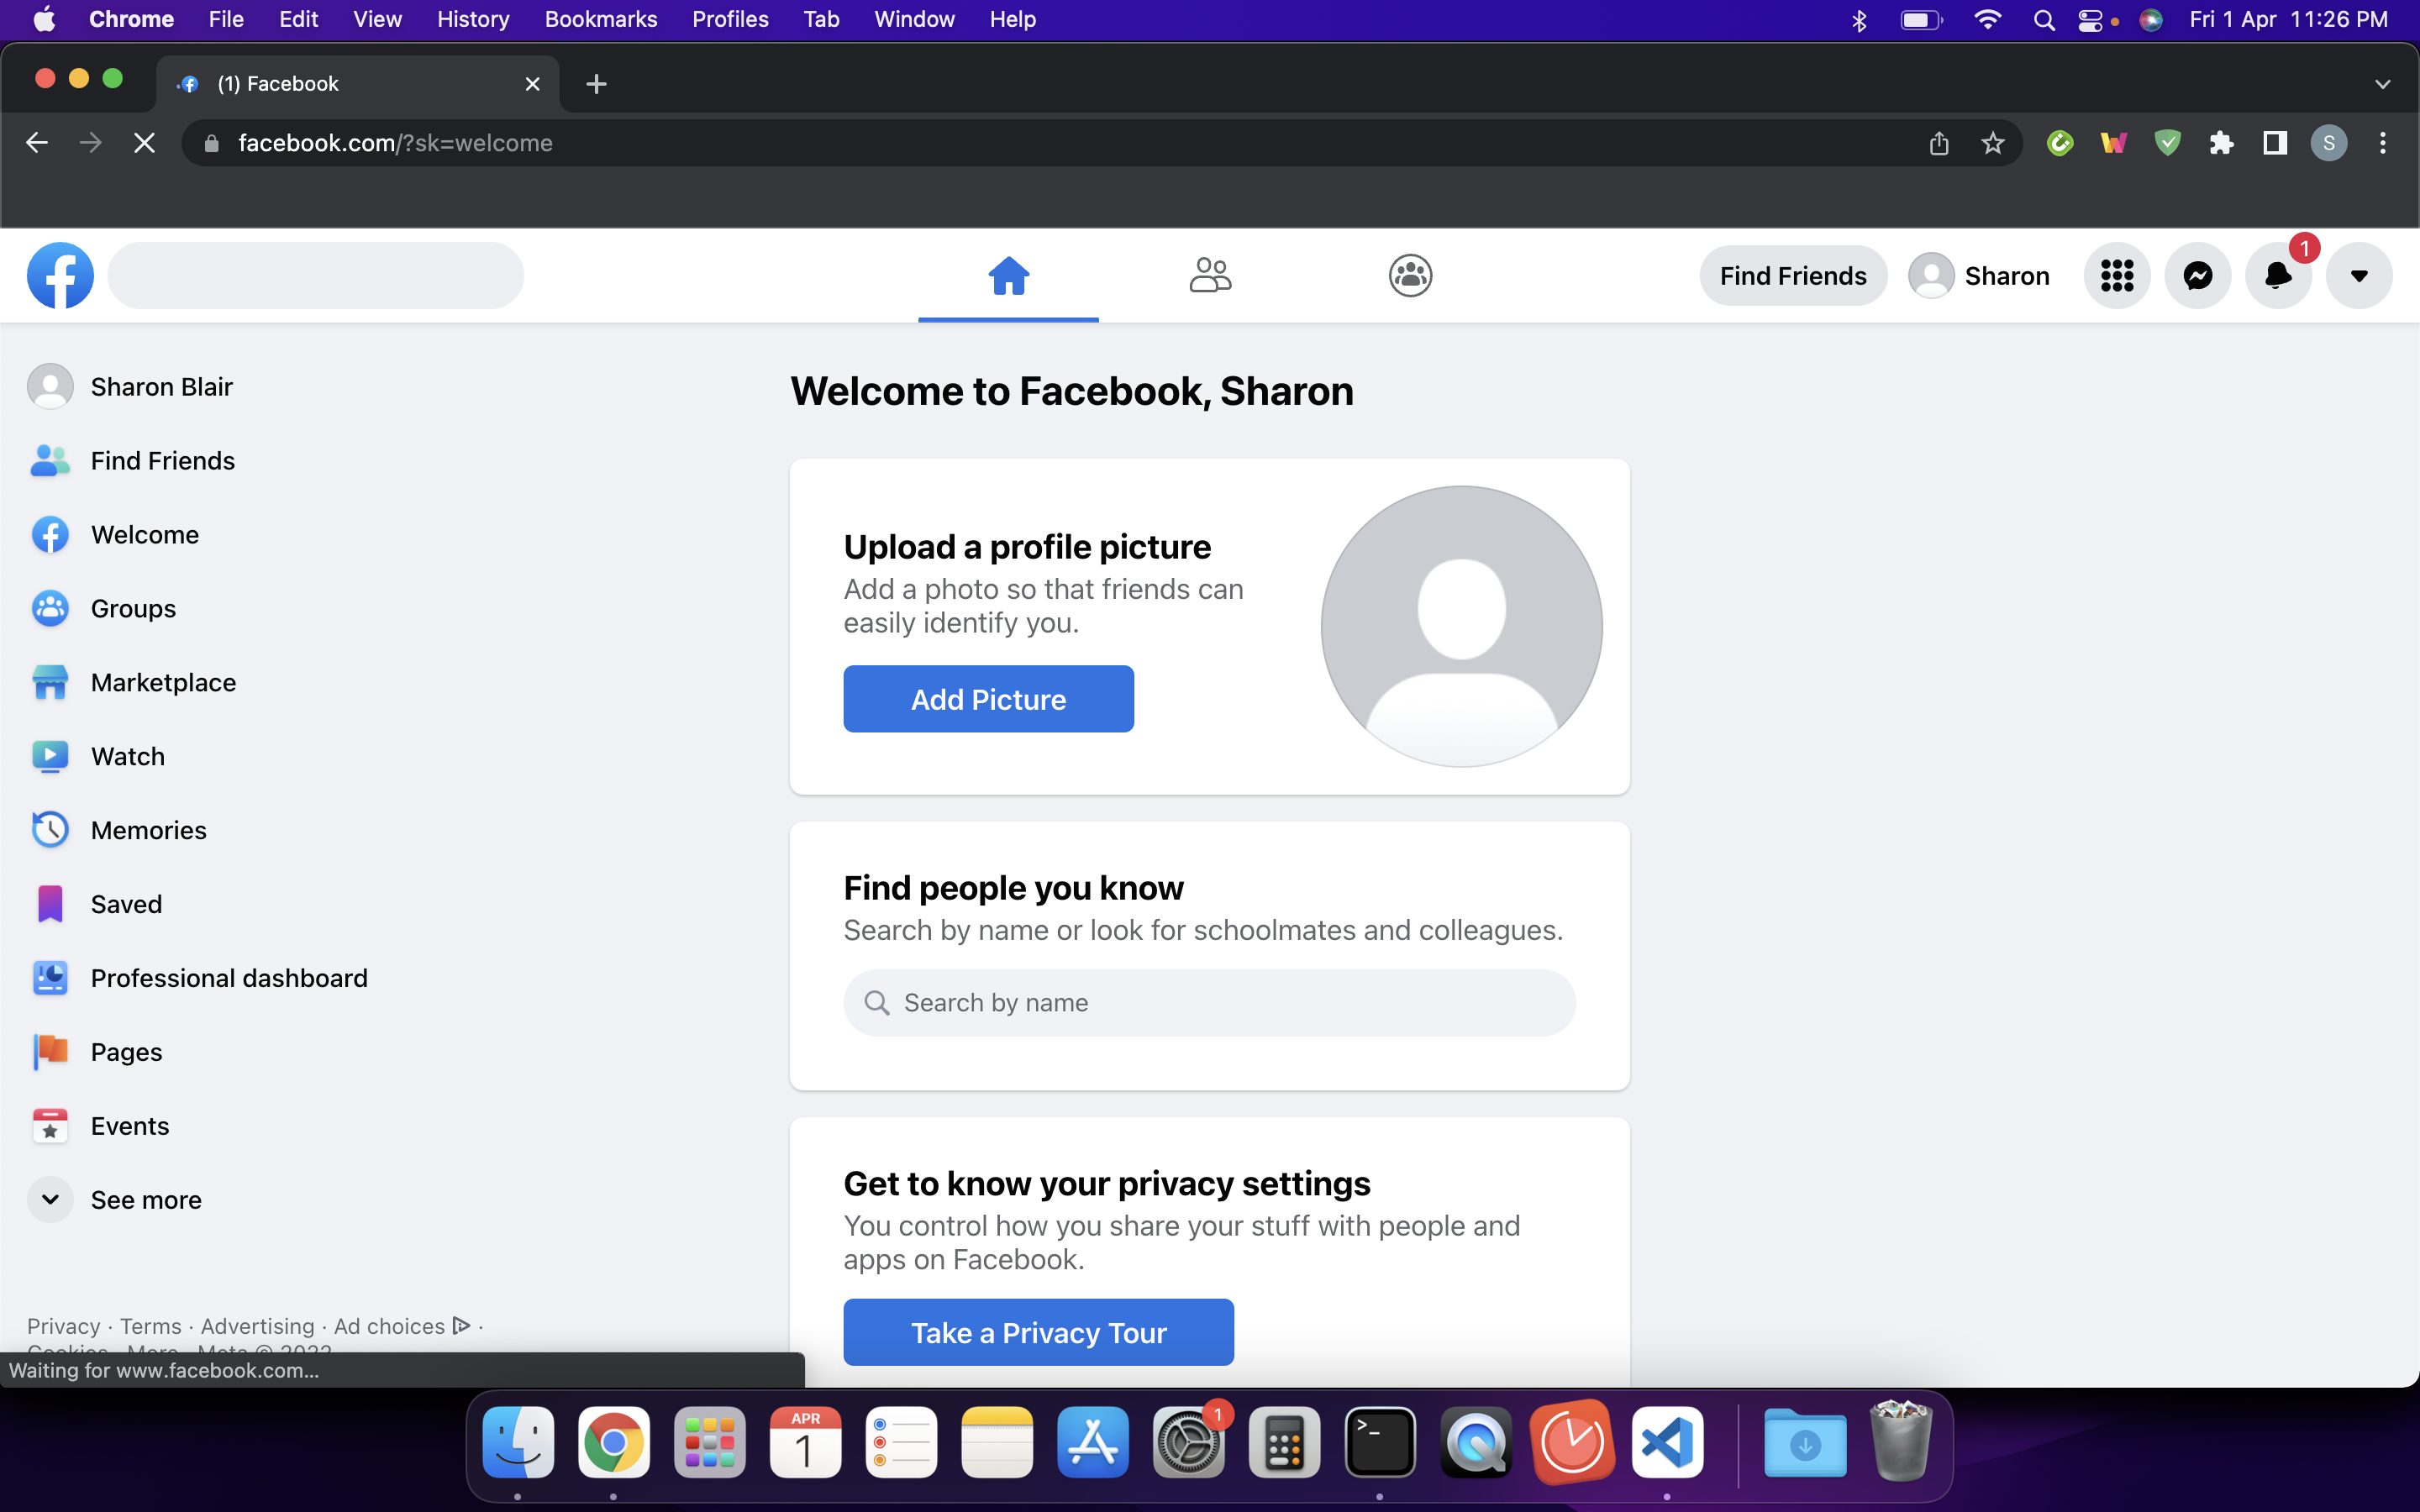 Chrome File Edit View History Bookmarks Profiles Tab Window Help Fri 1 Apr 11:26 PM
(1) Facebook
facebook.com/?sk=welcome S
Find Friends Sharon 1
Sharon Blair
Find Friends
Welcome
Groups
Marketplace
Watch
Memories
Saved
Professional dashboard
Pages
Events
See more
Privacy · Terms · Advertising · Ad choices ·
Cookies · More · Meta © 2022
Waiting for www.facebook.com...
Welcome to Facebook, Sharon
Upload a profile picture
Add a photo so that friends can
easily identify you.
Add Picture
Find people you know
Search by name or look for schoolmates and colleagues.
Search by name
Get to know your privacy settings
You control how you share your stuff with people and
apps on Facebook.
Take a Privacy Tour
APR
1
1